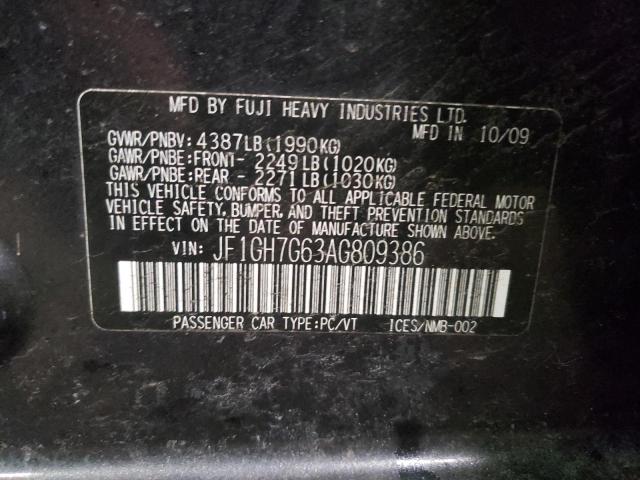 MFD BY FUJI HEAVY INDUSTRIES LTD.
MFD IN 10/09
GVWR/PNBV: 4387LB(1990KG)
GAWR/PNBE:FRONT- 2249LB(1020KG)
GAWR/PNBE:REAR - 2271LB(1030KG)
THIS VEHICLE CONFORMS TO ALL APPLICABLE FEDERAL MOTOR
VEHICLE SAFETY, BUMPER, AND THEFT PREVENTION STANDARDS
IN EFFECT ON THE DATE OF MANUFACTURE SHOWN ABOVE.
VIN: JF1GH7G63AG809386
PASSENGER CAR TYPE:PC/VT ICES/NMB-002